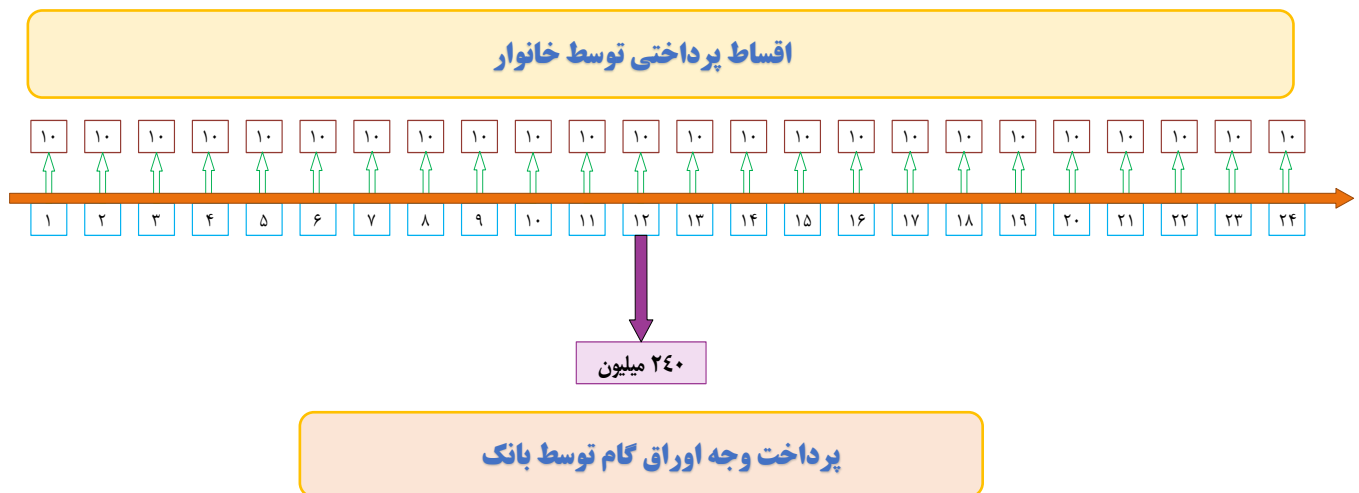 اقساط پرداختی توسط خانوار
۱۰ ۱۰ ۱۰ ۱۰ ۱۰ ۱۰ ۱۰ ۱۰ ۱۰ ۱۰ ۱۰ ۱۰ ۱۰ ۱۰ ۱۰ ۱۰ ۱۰ ۱۰ ۱۰ ۱۰ ۱۰ ۱۰ ۱۰ ۱۰
۱ ۲ ۳ ۴ ۵ ۶ ۷ ۸ ۹ ۱۰ ۱۱ ۱۲ ۱۳ ۱۴ ۱۵ ۱۶ ۱۷ ۱۸ ۱۹ ۲۰ ۲۱ ۲۲ ۲۳ ۲۴
۲٤۰ میلیون
پرداخت وجه اوراق گام توسط بانک